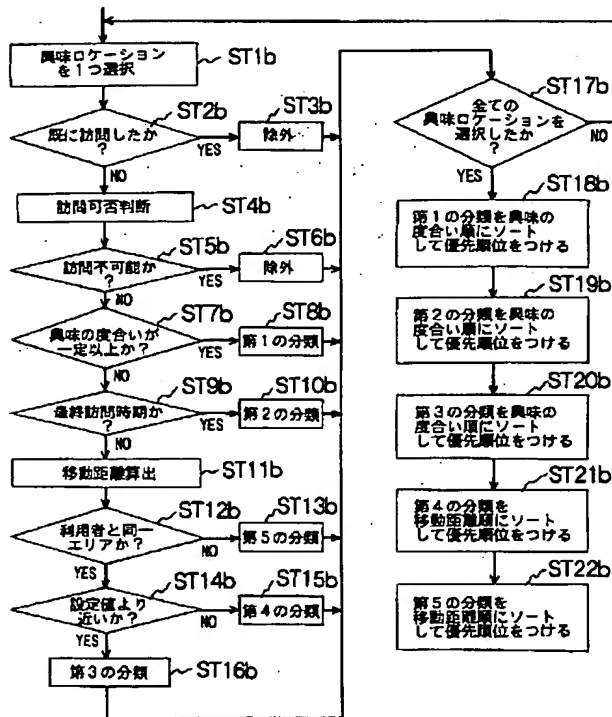 興味ロケーション
を1つ選択
ST1b
ST2b
既に訪問したか
？
YES
NO
ST3b
除外
訪問可否判断
ST4b
ST5b
訪問不可能か
？
YES
NO
ST6b
除外
ST7b
興味の度合いが
一定以上か？
YES
NO
ST8b
第1の分類
ST9b
最終訪問時期か
？
YES
NO
ST10b
第2の分類
移動距離算出
ST11b
ST12b
利用者と同一
エリアか？
NO
YES
ST13b
第5の分類
ST14b
設定値より
近いか？
NO
YES
ST15b
第4の分類
第3の分類
ST16b
ST17b
全ての
興味ロケーションを
選択したか
？
NO
YES
ST18b
第1の分類を興味の
度合い順にソート
して優先順位をつける
ST19b
第2の分類を興味の
度合い順にソート
して優先順位をつける
ST20b
第3の分類を興味の
度合い順にソート
して優先順位をつける
ST21b
第4の分類を
移動距離順にソート
して優先順位をつける
ST22b
第5の分類を
移動距離順にソート
して優先順位をつける